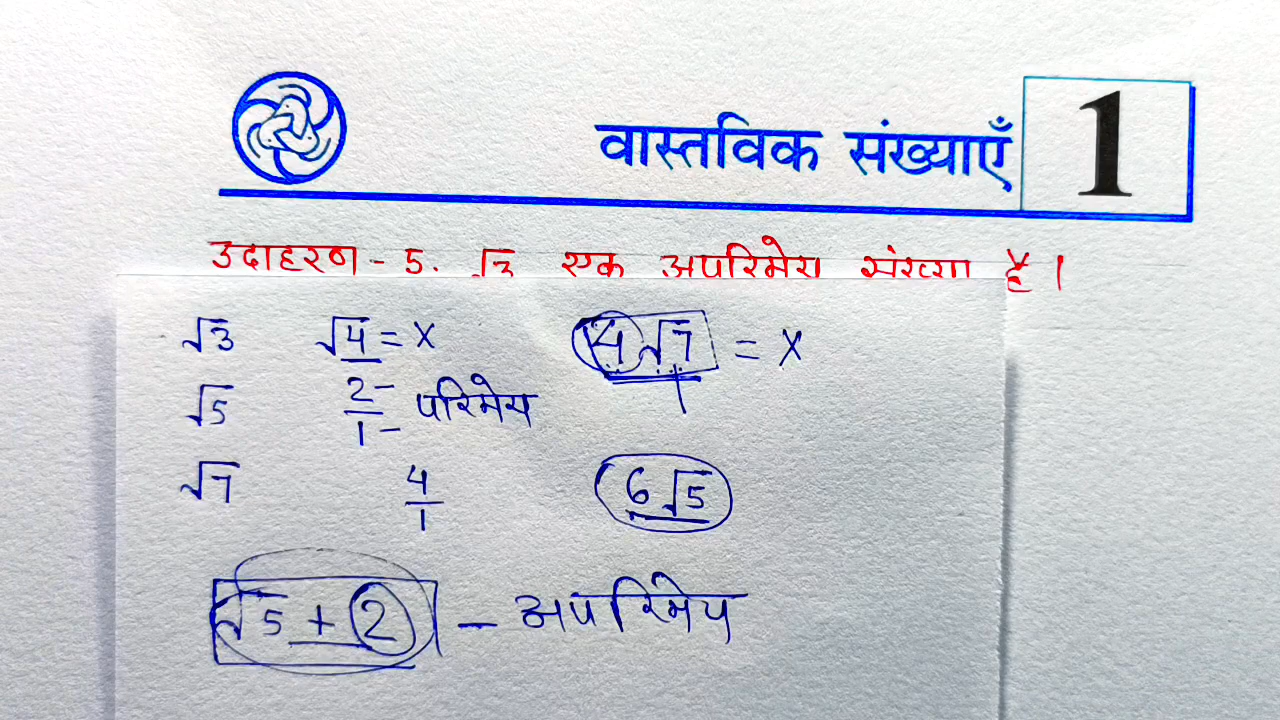 वास्तविक संख्याएँ 1
उदाहरण - 5. √3 एक अपरिमेय संख्या है।
√3 √4 = x 4√7 = x
√5 2/1 - परिमेय
√7 4/1 6√5
√5 + 2 - अपरिमेय